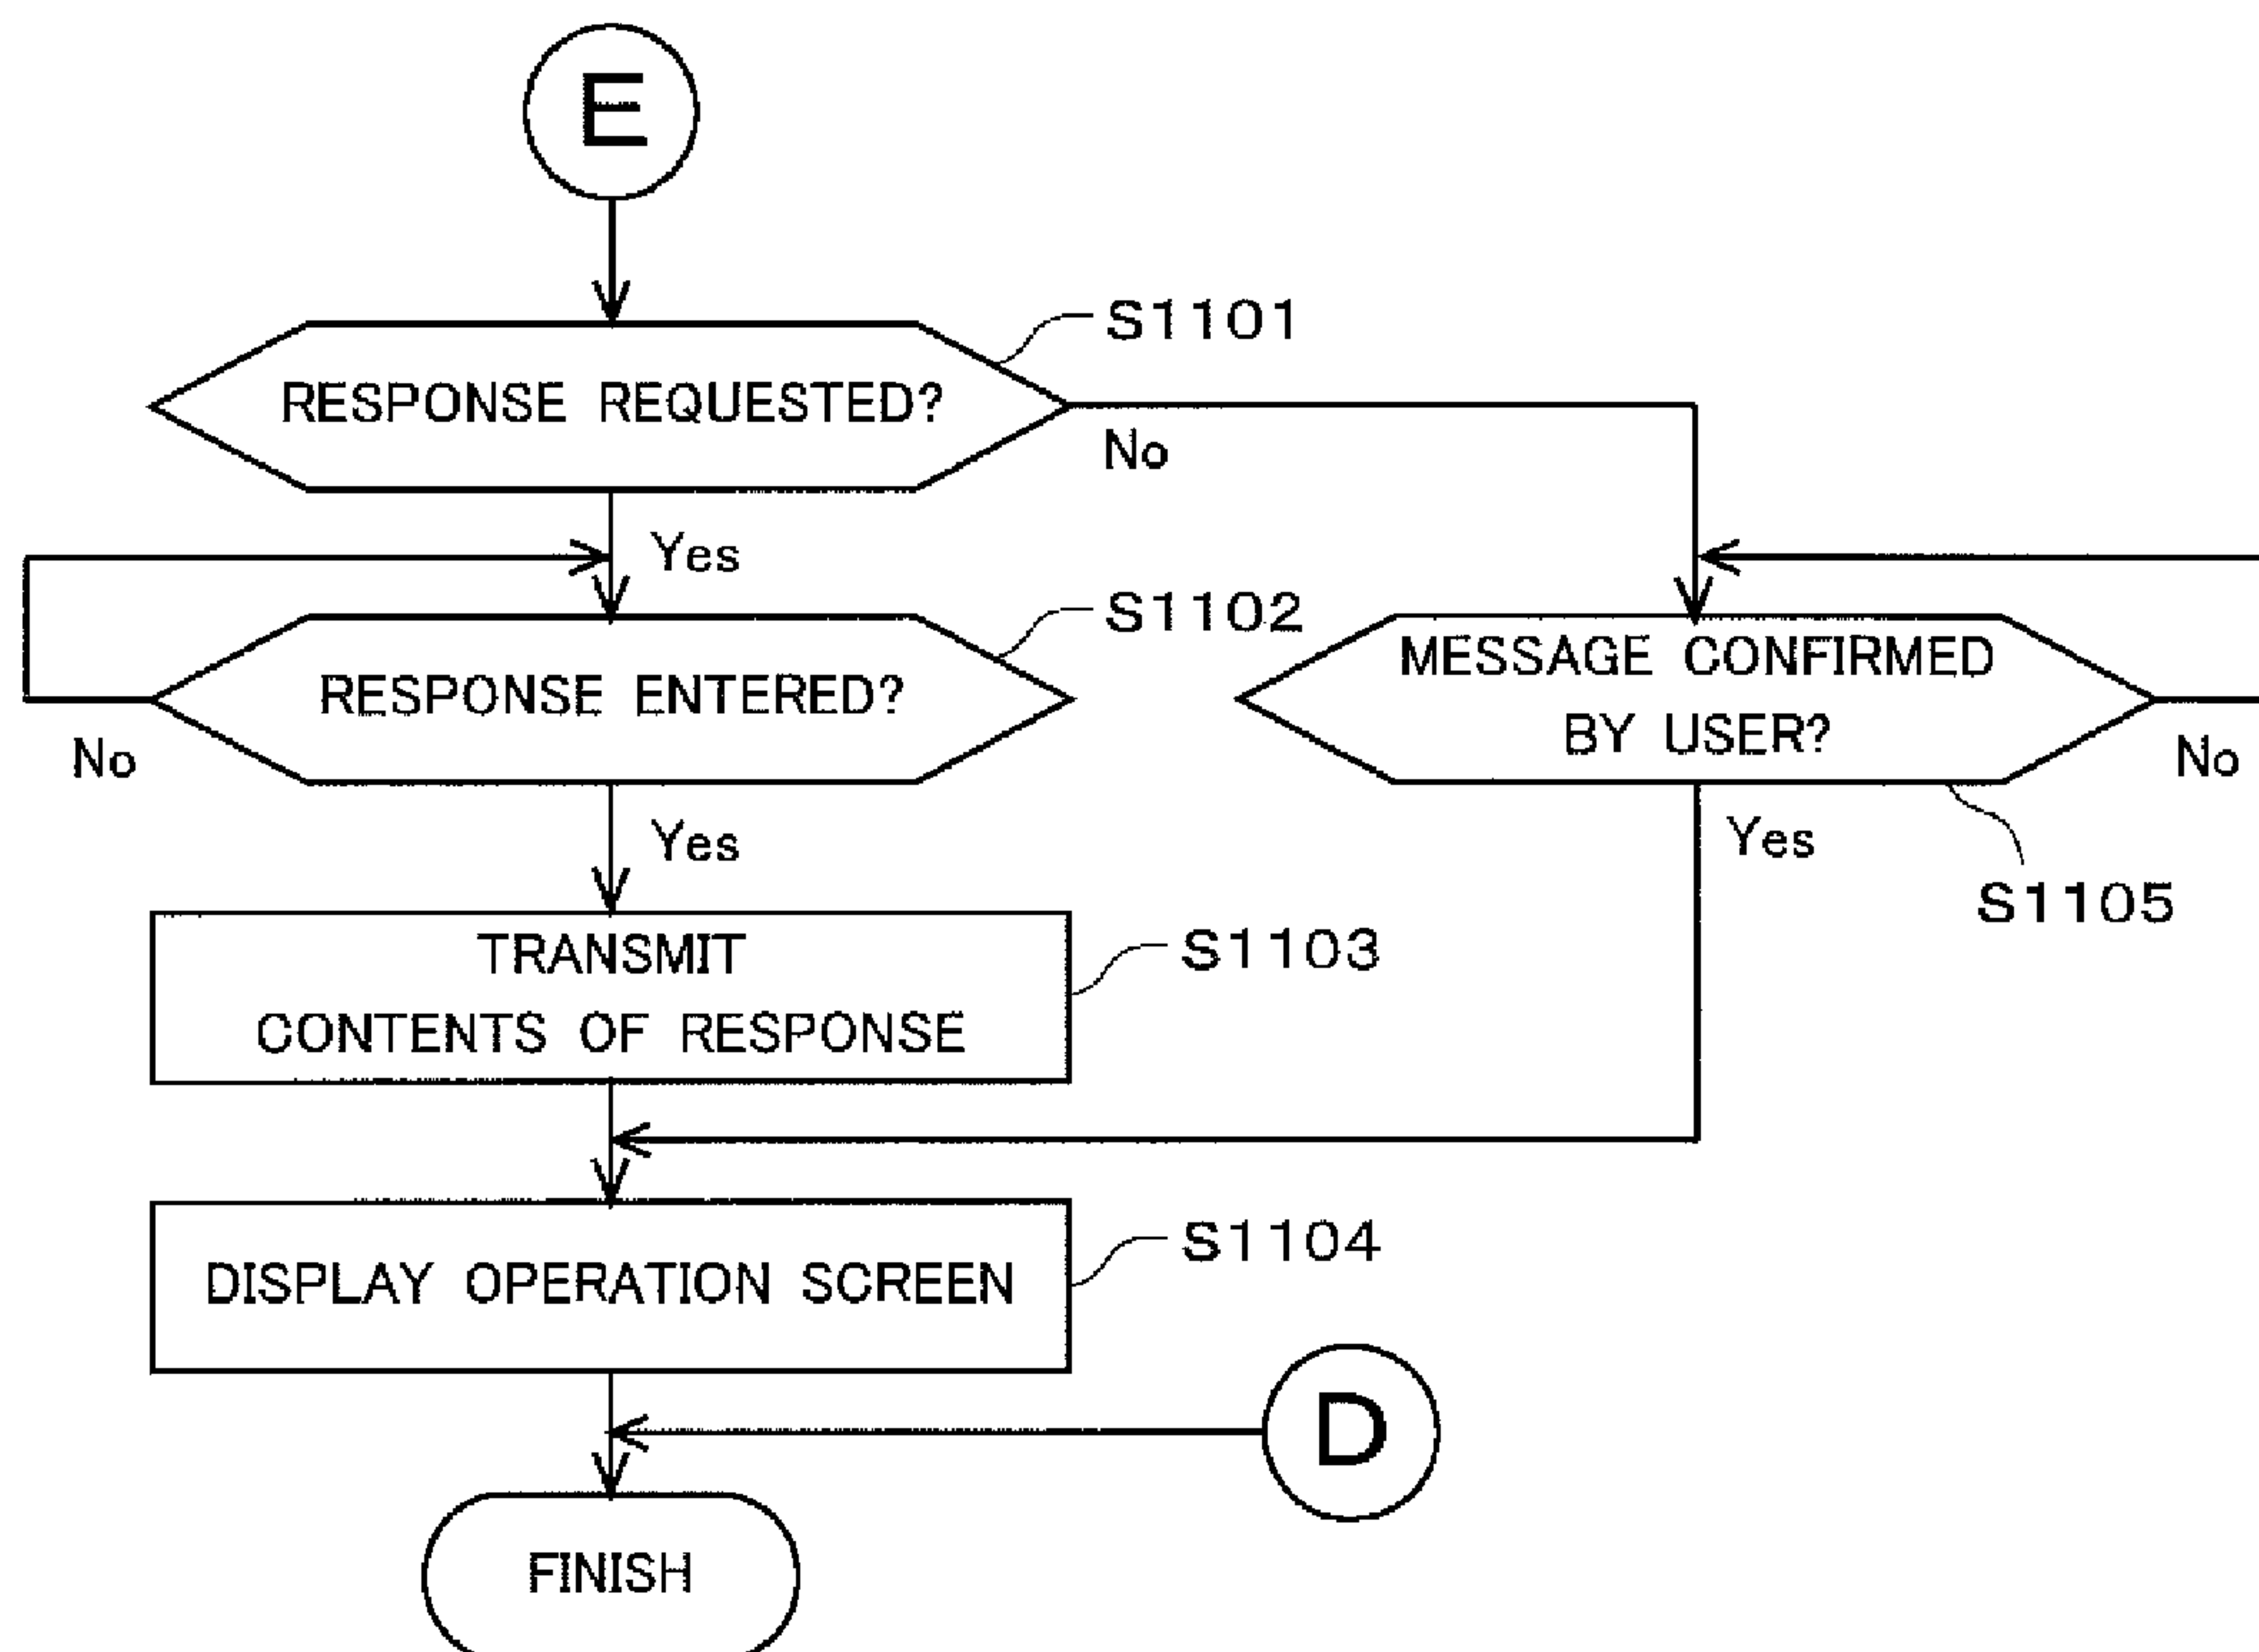 E
S1101
RESPONSE REQUESTED?
No
Yes
S1102
RESPONSE ENTERED?
No
MESSAGE CONFIRMED
BY USER?
No
Yes
Yes
S1105
TRANSMIT
CONTENTS OF RESPONSE
S1103
DISPLAY OPERATION SCREEN
S1104
D
FINISH